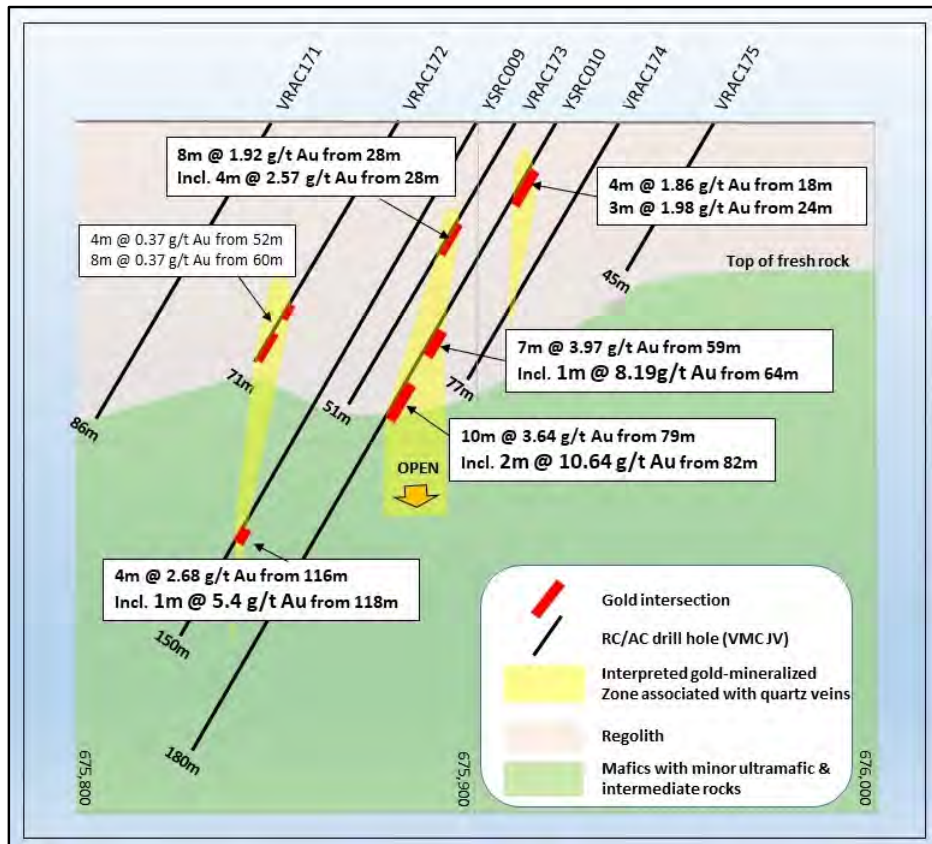 VRAC171
VRAC172
YSRC009
VRAC173
YSRC010
VRAC174
VRAC175
8m @ 1.92 g/t Au from 28m
Incl. 4m @ 2.57 g/t Au from 28m
4m @ 1.86 g/t Au from 18m
3m @ 1.98 g/t Au from 24m
4m @ 0.37 g/t Au from 52m
8m @ 0.37 g/t Au from 60m
Top of fresh rock
45m
7m @ 3.97 g/t Au from 59m
Incl. 1m @ 8.19g/t Au from 64m
71m
77m
51m
86m
10m @ 3.64 g/t Au from 79m
Incl. 2m @ 10.64 g/t Au from 82m
OPEN
4m @ 2.68 g/t Au from 116m
Incl. 1m @ 5.4 g/t Au from 118m
150m
180m
Gold intersection
RC/AC drill hole (VMC JV)
Interpreted gold-mineralized
Zone associated with quartz veins
Regolith
Mafics with minor ultramafic &
intermediate rocks
675,800
675,900
676,000